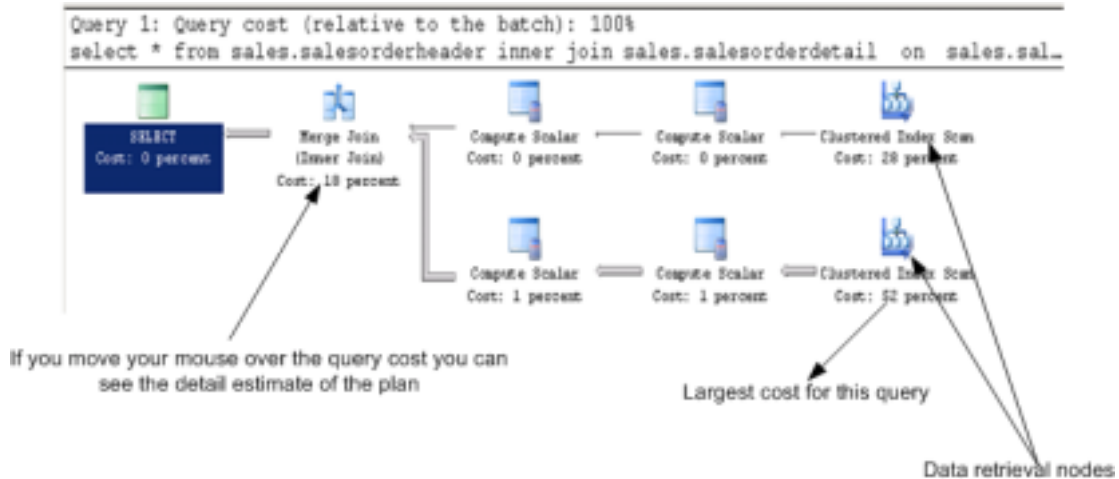 Query 1: Query cost (relative to the batch): 100%
select * from sales.salesorderheader inner join sales.salesorderdetail on sales.sal…
SELECT
Cost: 0 percent
Merge Join
(Inner Join)
Cost: 18 percent
Compute Scalar
Cost: 0 percent
Compute Scalar
Cost: 0 percent
Clustered Index Scan
Cost: 28 percent
Compute Scalar
Cost: 1 percent
Compute Scalar
Cost: 1 percent
Clustered Index Scan
Cost: 52 percent
If you move your mouse over the query cost you can
see the detail estimate of the plan
Largest cost for this query
Data retrieval nodes